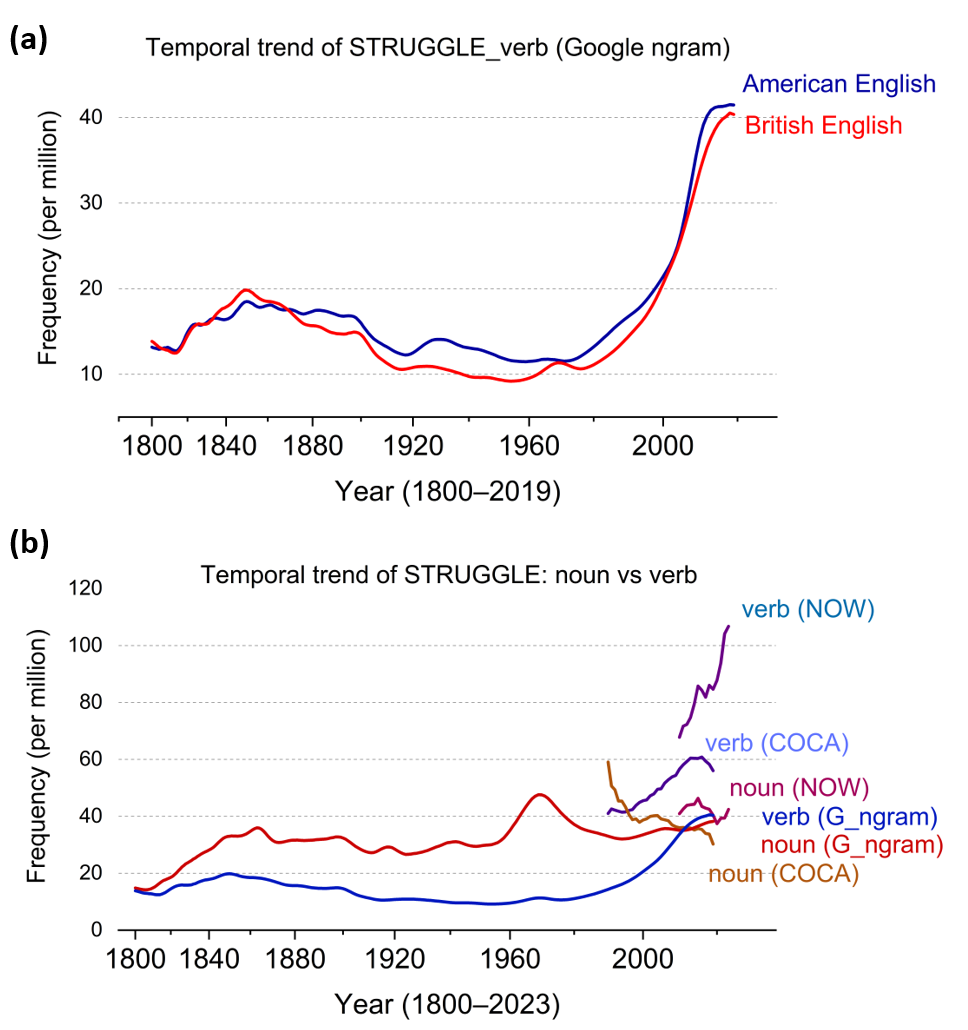 (a)
Temporal trend of STRUGGLE_verb (Google ngram)
American English
British English
Frequency (per million)
40
30
20
10
1800 1840 1880 1920 1960 2000
Year (1800–2019)
(b)
Temporal trend of STRUGGLE: noun vs verb
Frequency (per million)
120
100
80
60
40
20
0
verb (NOW)
verb (COCA)
noun (NOW)
verb (G_ngram)
noun (G_ngram)
noun (COCA)
1800 1840 1880 1920 1960 2000
Year (1800–2023)